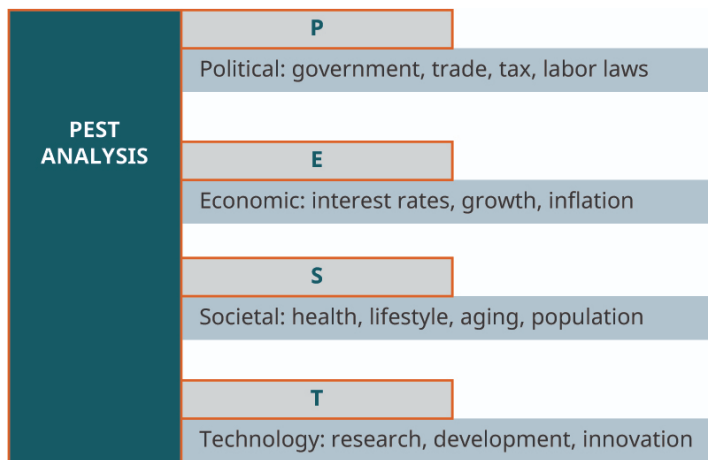 PEST
ANALYSIS
P
Political: government, trade, tax, labor laws
E
Economic: interest rates, growth, inflation
S
Societal: health, lifestyle, aging, population
T
Technology: research, development, innovation